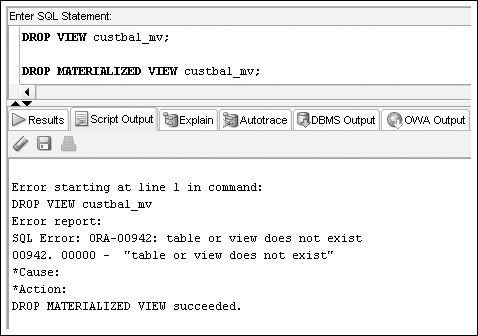 Enter SQL Statement:
DROP VIEW custbal_mv;
DROP MATERIALIZED VIEW custbal_mv;
Results Script Output Explain Autotrace DBMS Output OWA Output
Error starting at line 1 in command:
DROP VIEW custbal_mv
Error report:
SQL Error: ORA-00942: table or view does not exist
00942. 00000 -  "table or view does not exist"
*Cause:
*Action:
DROP MATERIALIZED VIEW succeeded.